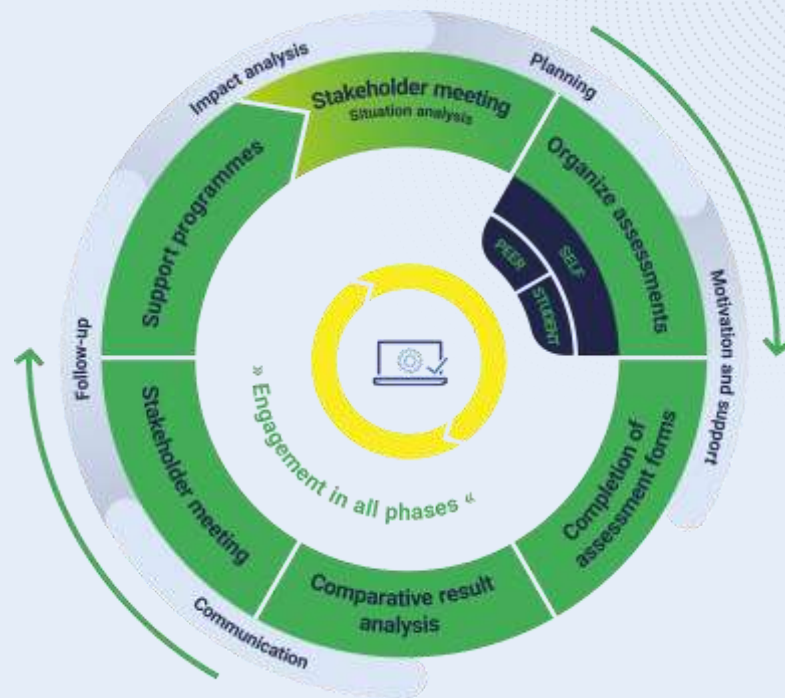 Impact analysis
Planning
Motivation and support
Communication
Follow-up
Stakeholder meeting
Situation analysis
Organize assessments
SELF
PEER
STUDENT
Completion of
assessment forms
Comparative result
analysis
Stakeholder meeting
Support programmes
» Engagement in all phases «